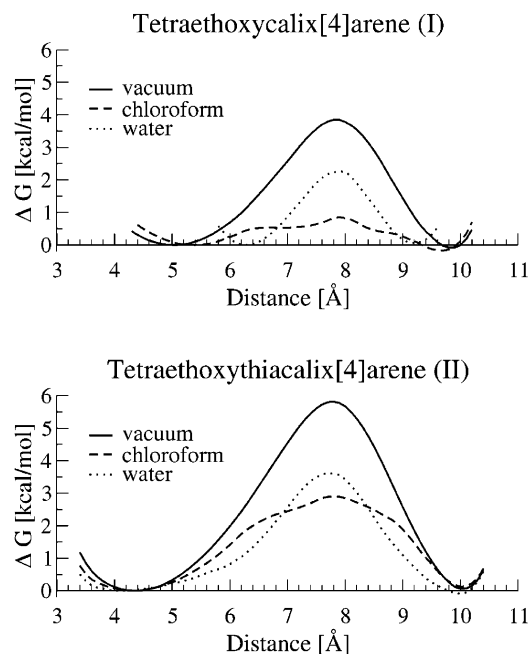 Tetraethoxycalix[4]arene (I)
6
5
4
3
2
1
0
Δ G [kcal/mol]
vacuum
chloroform
water
3 4 5 6 7 8 9 10 11
Distance [Å]
Tetraethoxythiacalix[4]arene (II)
6
5
4
3
2
1
0
Δ G [kcal/mol]
vacuum
chloroform
water
3 4 5 6 7 8 9 10 11
Distance [Å]